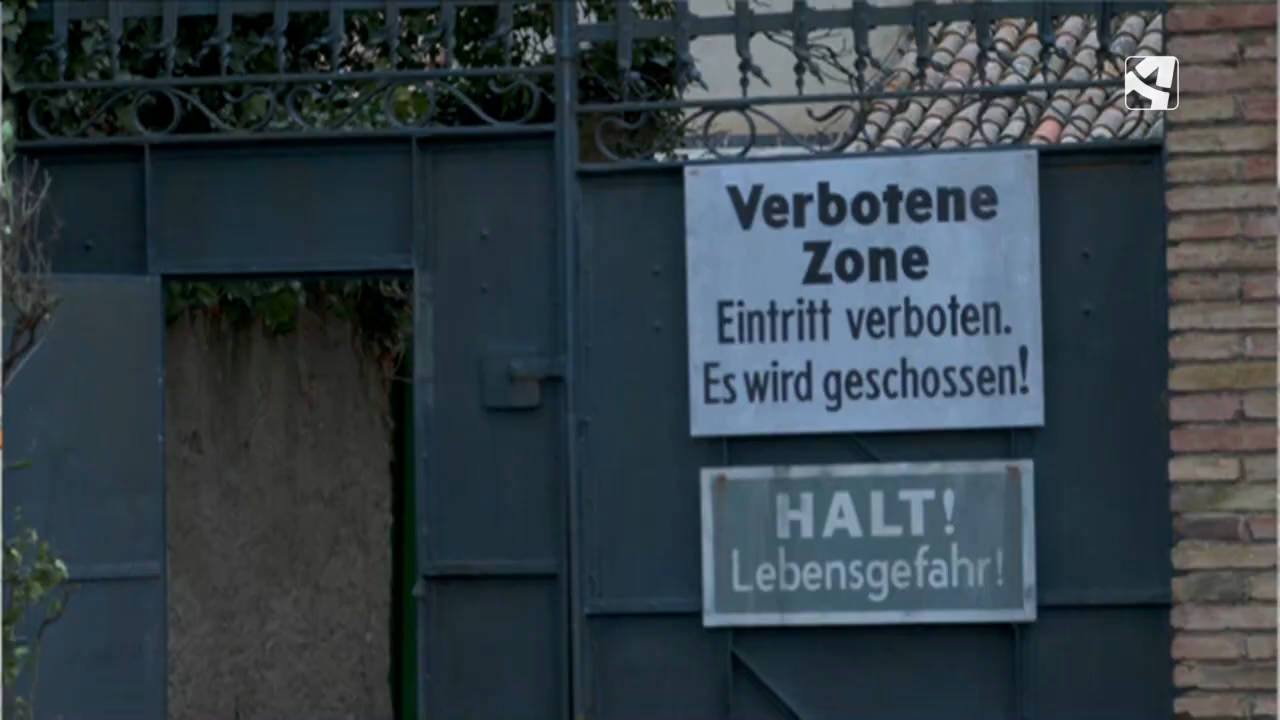 Verbotene
Zone
Eintritt verboten.
Es wird geschossen!
HALT!
Lebensgefahr!